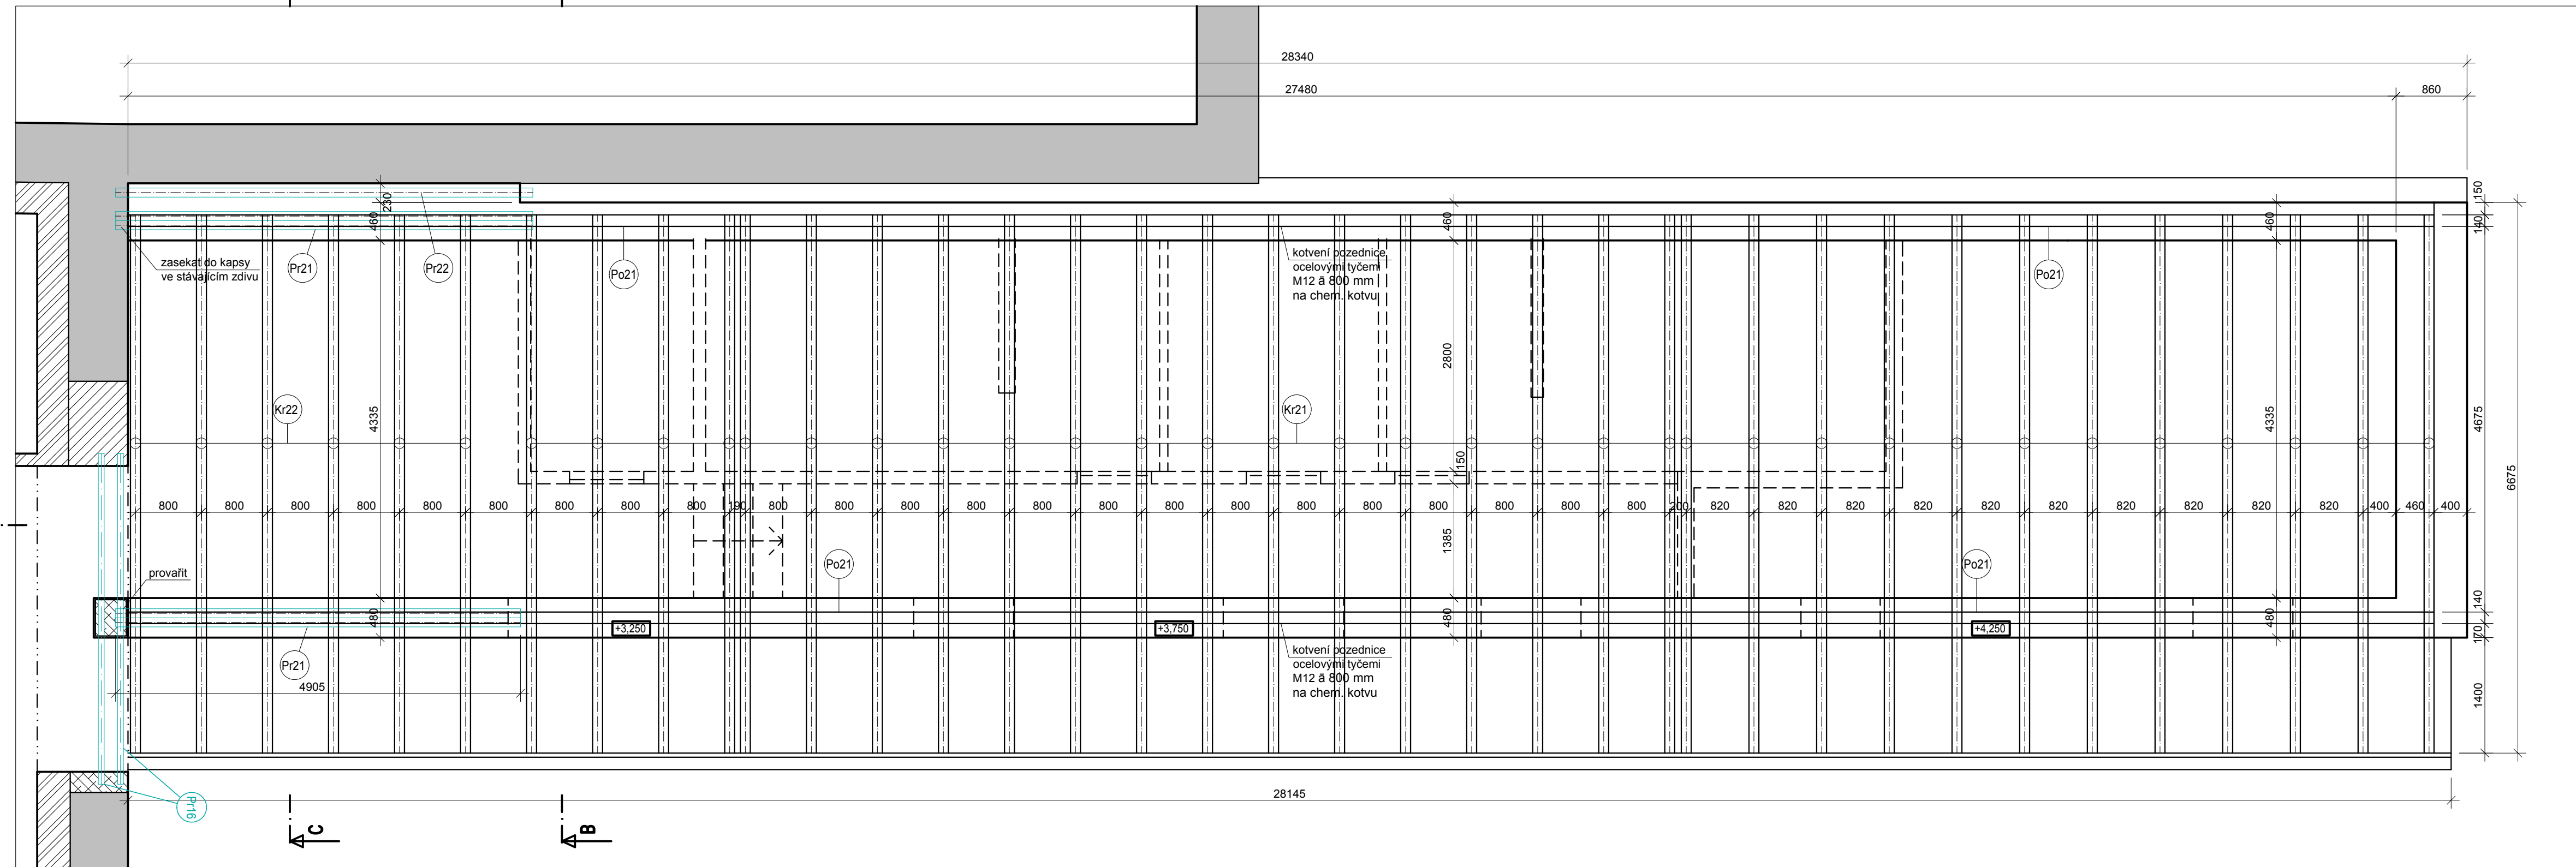 28340
27480
860
230
460
460
460
150
140
zasekat do kapsy
ve stávajícím zdivu
Pr21
Pr22
Po21
kotvení pozednice
ocelovými tyčemi
M12 ā 800 mm
na chem. kotvu
Po21
2800
4335
Kr22
Kr21
4335
4675
6675
150
800 800 800 800 800 800 800 800 800 190 800 800 800 800 800 800 800 800 800 800 800 800 800 800 200 820 820 820 820 820 820 820 820 820 820 400 460 400
1385
provařit
Po21
Po21
480
480
480
140
170
+3,250
+3,750
+4,250
Pr21
4905
kotvení pozednice
ocelovými tyčemi
M12 ā 800 mm
na chem. kotvu
1400
28145
Pr16
C
B